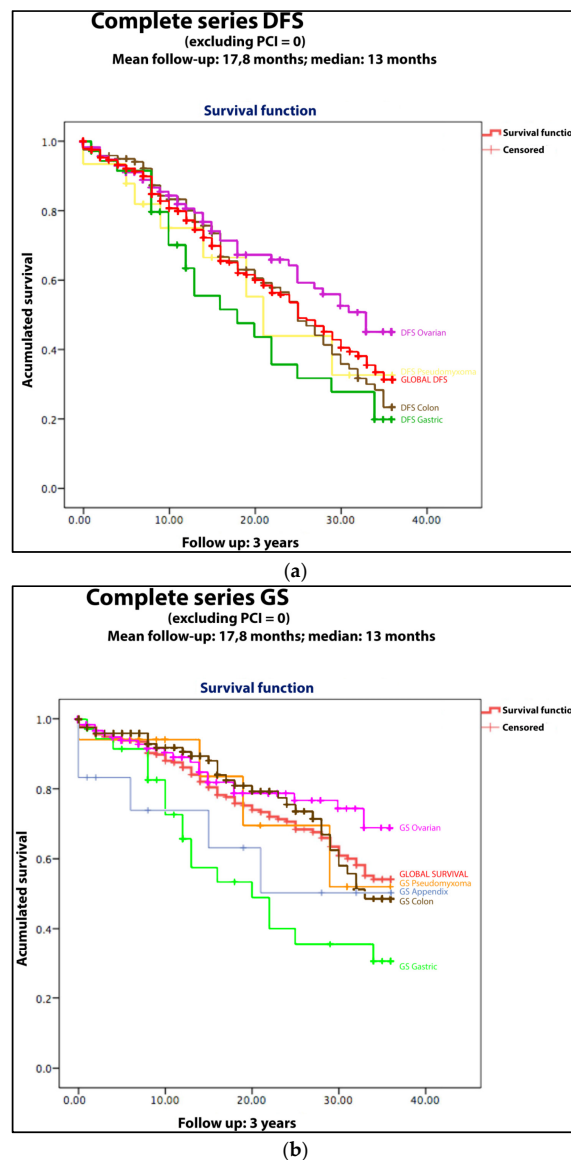 Complete series DFS
(excluding PCI = 0)
Mean follow-up: 17,8 months; median: 13 months
Survival function
Survival function
Censored
1.0
0.8
0.6
0.4
0.2
0.0
Acumulated survival
DFS Ovarian
DFS Pseudomyxoma
GLOBAL DFS
DFS Colon
DFS Gastric
0.00 10.00 20.00 30.00 40.00
Follow up: 3 years
(a)
Complete series GS
(excluding PCI = 0)
Mean follow-up: 17,8 months; median: 13 months
Survival function
Survival function
Censored
1.0
0.8
0.6
0.4
0.2
0.0
Acumulated survival
GS Ovarian
GLOBAL SURVIVAL
GS Pseudomyxoma
GS Appendix
GS Colon
GS Gastric
0.00 10.00 20.00 30.00 40.00
Follow up: 3 years
(b)